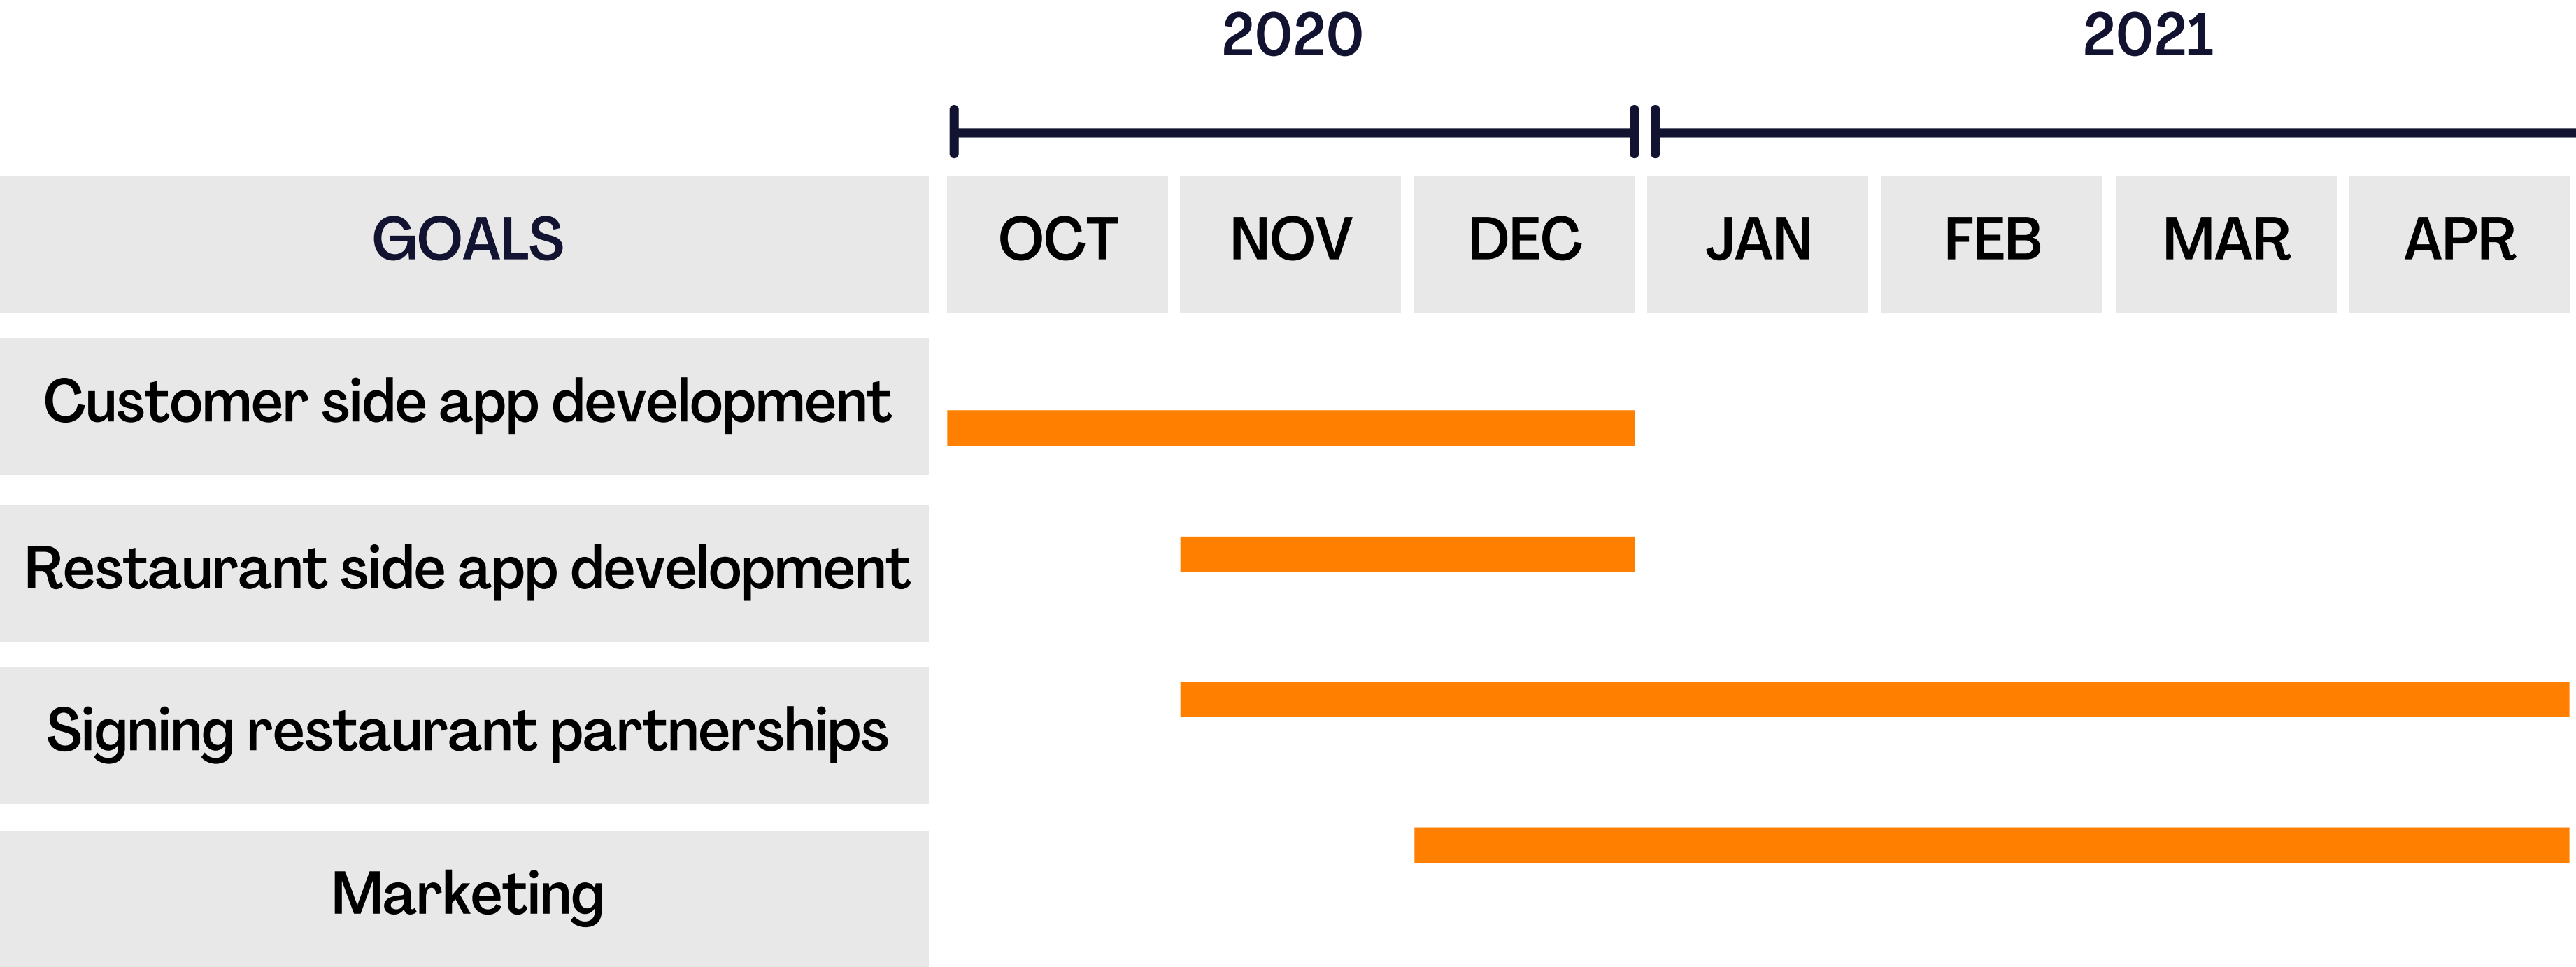 2020 2021
GOALS OCT NOV DEC JAN FEB MAR APR
Customer side app development
Restaurant side app development
Signing restaurant partnerships
Marketing